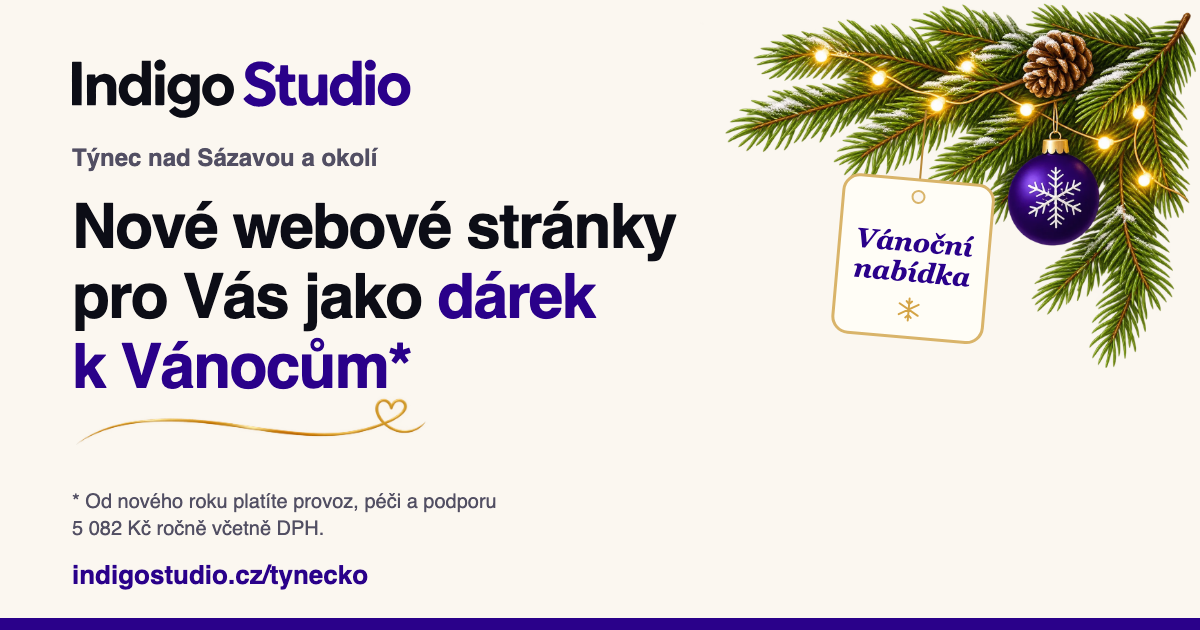 Indigo Studio
Týnec nad Sázavou a okolí
Nové webové stránky
pro Vás jako dárek
k Vánocům*
Vánoční
nabídka
* Od nového roku platíte provoz, péči a podporu
5 082 Kč ročně včetně DPH.
indigostudio.cz/tynecko